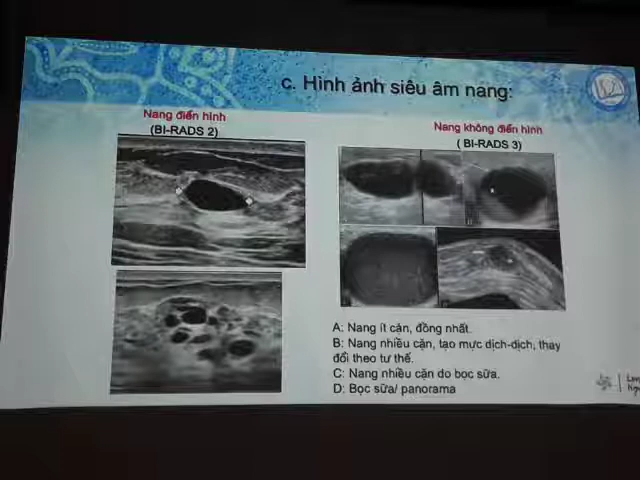 c. Hình ảnh siêu âm nang:
Nang điển hình
(BI-RADS 2)
Nang không điển hình
( BI-RADS 3)
A: Nang ít cặn, đồng nhất.
B: Nang nhiều cặn, tạo mực dịch-dịch, thay
đổi theo tư thế.
C: Nang nhiều cặn do bọc sữa.
D: Bọc sữa/ panorama